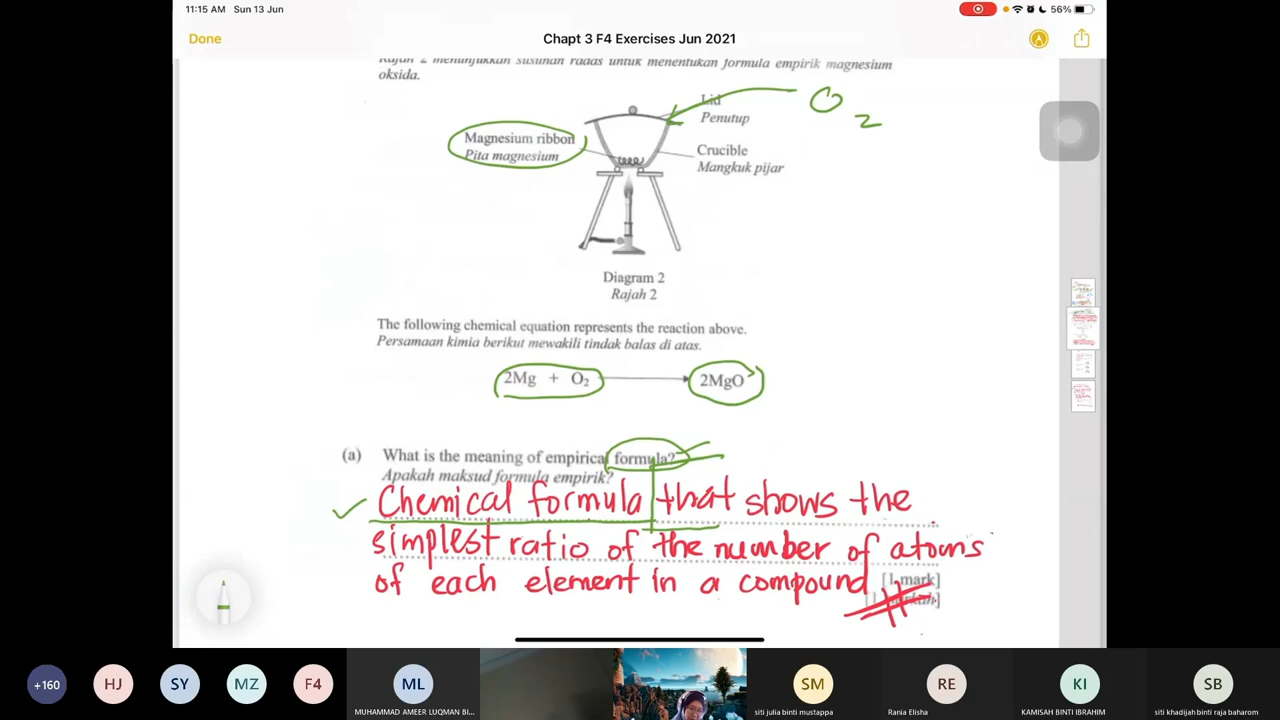 11:15 AM Sun 13 Jun
56%
Done
Chapt 3 F4 Exercises Jun 2021
Rajah 2 menunjukkan susunan radas untuk menentukan formula empirik magnesium
oksida.
Lid
Penutup
O2
Magnesium ribbon
Pita magnesium
Crucible
Mangkuk pijar
Diagram 2
Rajah 2
The following chemical equation represents the reaction above.
Persamaan kimia berikut mewakili tindak balas di atas.
2Mg + O₂ → 2MgO
(a) What is the meaning of empirical formula?
Apakah maksud formula empirik?
Chemical formula that shows the
simplest ratio of the number of atoms
of each element in a compound
[1 mark]
+160
HJ
SY
MZ
F4
ML
SM
RE
KI
SB
MUHAMMAD AMEER LUQMAN BI...
siti julia binti mustappa
Rania Elisha
KAMISAH BINTI IBRAHIM
siti khadijah binti raja baharom